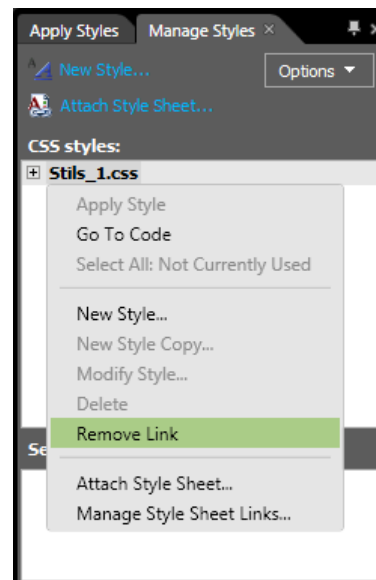 Apply Styles Manage Styles ×
New Style... Options
Attach Style Sheet...
CSS styles:
Stils_1.css
Apply Style
Go To Code
Select All: Not Currently Used
New Style...
New Style Copy...
Modify Style...
Delete
Remove Link
Se
Attach Style Sheet...
Manage Style Sheet Links...